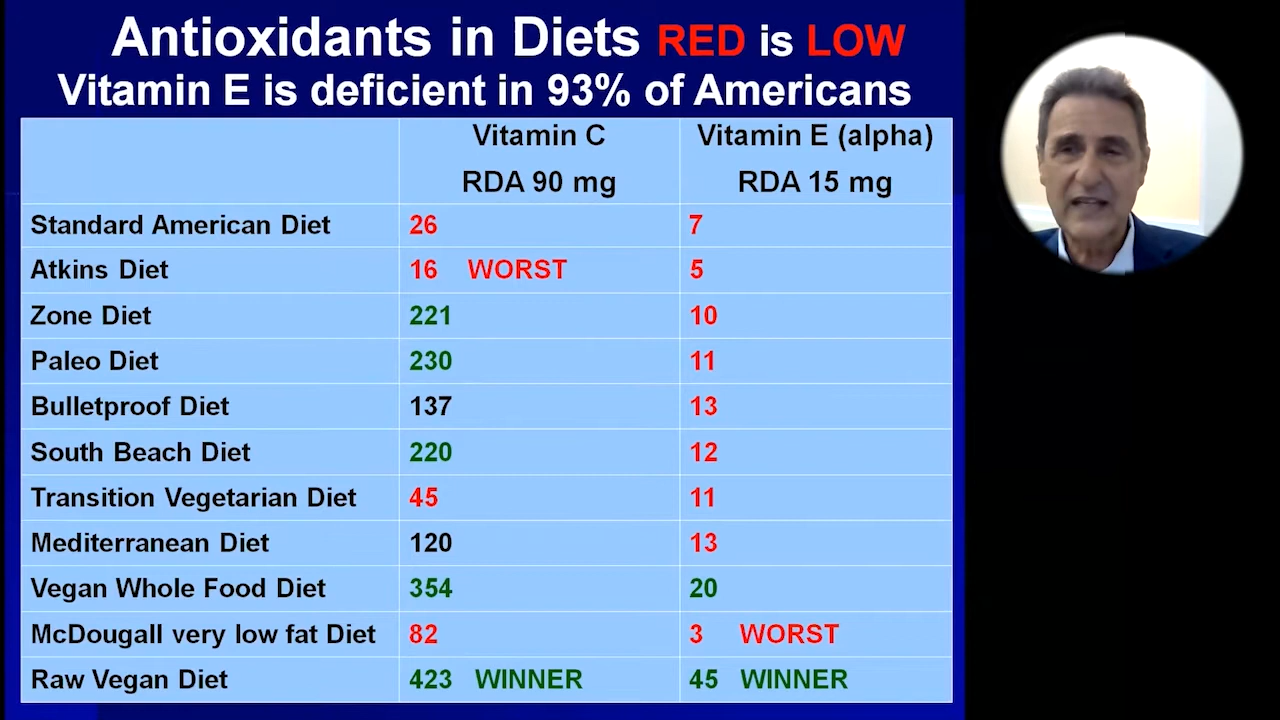 Antioxidants in Diets RED is LOW
Vitamin E is deficient in 93% of Americans
Vitamin C Vitamin E (alpha)
RDA 90 mg RDA 15 mg
Standard American Diet 26 7
Atkins Diet 16 WORST 5
Zone Diet 221 10
Paleo Diet 230 11
Bulletproof Diet 137 13
South Beach Diet 220 12
Transition Vegetarian Diet 45 11
Mediterranean Diet 120 13
Vegan Whole Food Diet 354 20
McDougall very low fat Diet 82 3 WORST
Raw Vegan Diet 423 WINNER 45 WINNER